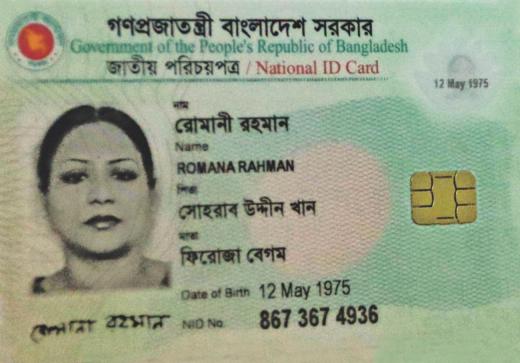 গণপ্রজাতন্ত্রী বাংলাদেশ সরকার
Government of the People's Republic of Bangladesh
জাতীয় পরিচয়পত্র / National ID Card
12 May 1975
নাম
রোমানী রহমান
Name
ROMANA RAHMAN
পিতা
সোহরাব উদ্দীন খান
মাতা
ফিরোজা বেগম
Date of Birth 12 May 1975
রহমান NID No. 867 367 4936